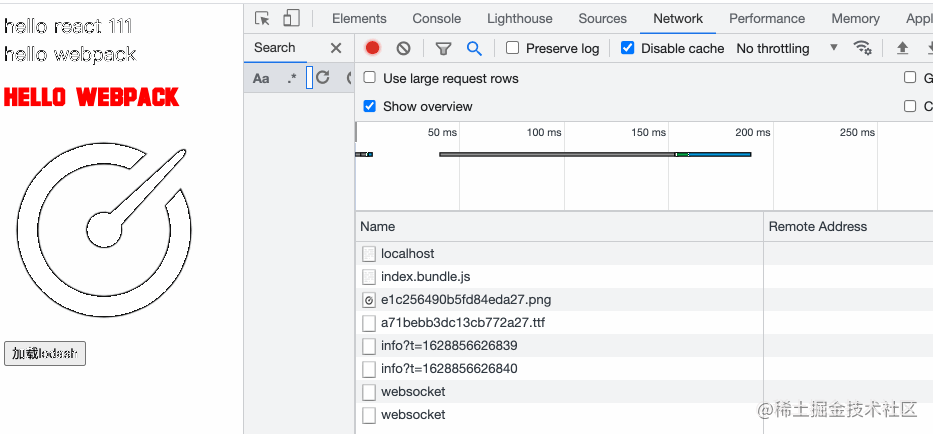 hello react 111
hello webpack
HELLO WEBPACK
加载lodash
Elements Console Lighthouse Sources Network Performance Memory Appl
Search
Preserve log Disable cache No throttling
Aa .*
Use large request rows G
Show overview C
50 ms 100 ms 150 ms 200 ms 250 ms
Name Remote Address
localhost
index.bundle.js
e1c256490b5fd84eda27.png
a71bebb3dc13cb772a27.ttf
info?t=1628856626839
info?t=1628856626840
websocket
websocket
@稀土掘金技术社区